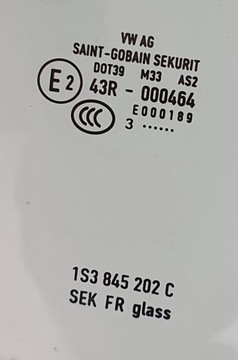 VW AG
SAINT-GOBAIN SEKURIT
DOT39 M33 AS2
E2 43R - 000464
E000189
CCC 3 ......
1S3 845 202 C
SEK FR glass